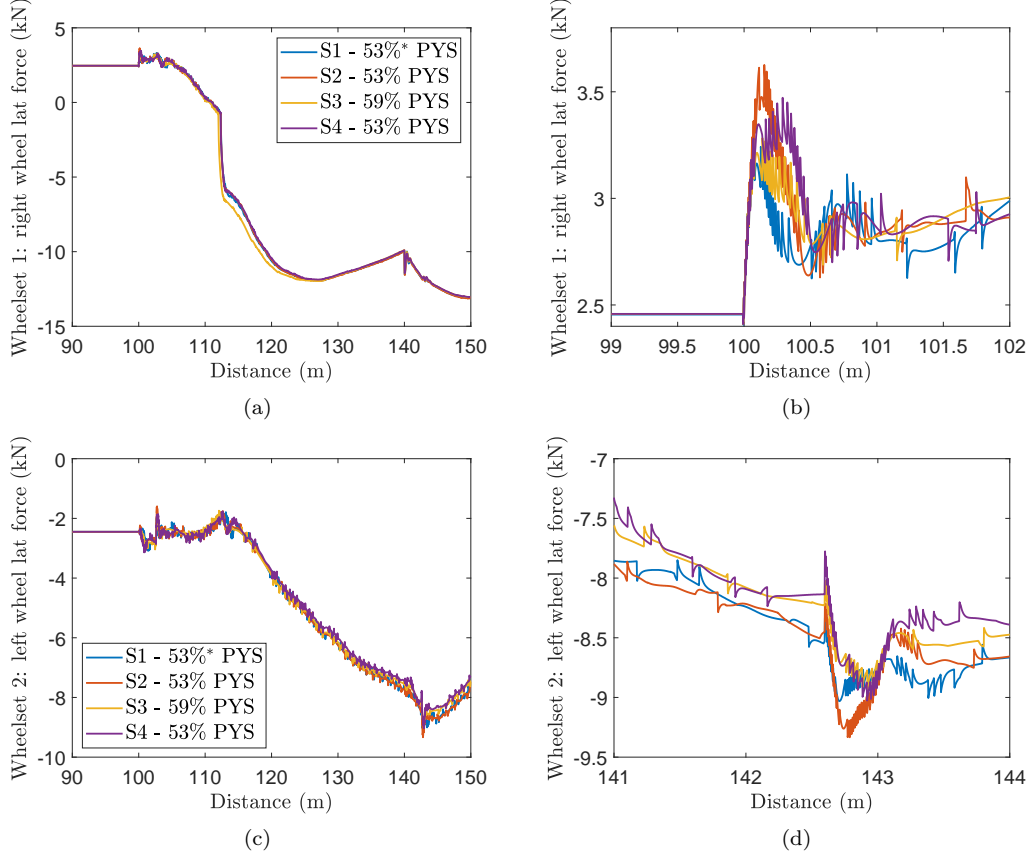 Wheelset 1: right wheel lat force (kN)
5
0
-5
-10
-15
S1 - 53%* PYS
S2 - 53% PYS
S3 - 59% PYS
S4 - 53% PYS
90 100 110 120 130 140 150
Distance (m)
(a)
Wheelset 1: right wheel lat force (kN)
3.5
3
2.5
99 99.5 100 100.5 101 101.5 102
Distance (m)
(b)
Wheelset 2: left wheel lat force (kN)
0
-2
-4
-6
-8
-10
S1 - 53%* PYS
S2 - 53% PYS
S3 - 59% PYS
S4 - 53% PYS
90 100 110 120 130 140 150
Distance (m)
(c)
Wheelset 2: left wheel lat force (kN)
-7
-7.5
-8
-8.5
-9
-9.5
141 142 143 144
Distance (m)
(d)